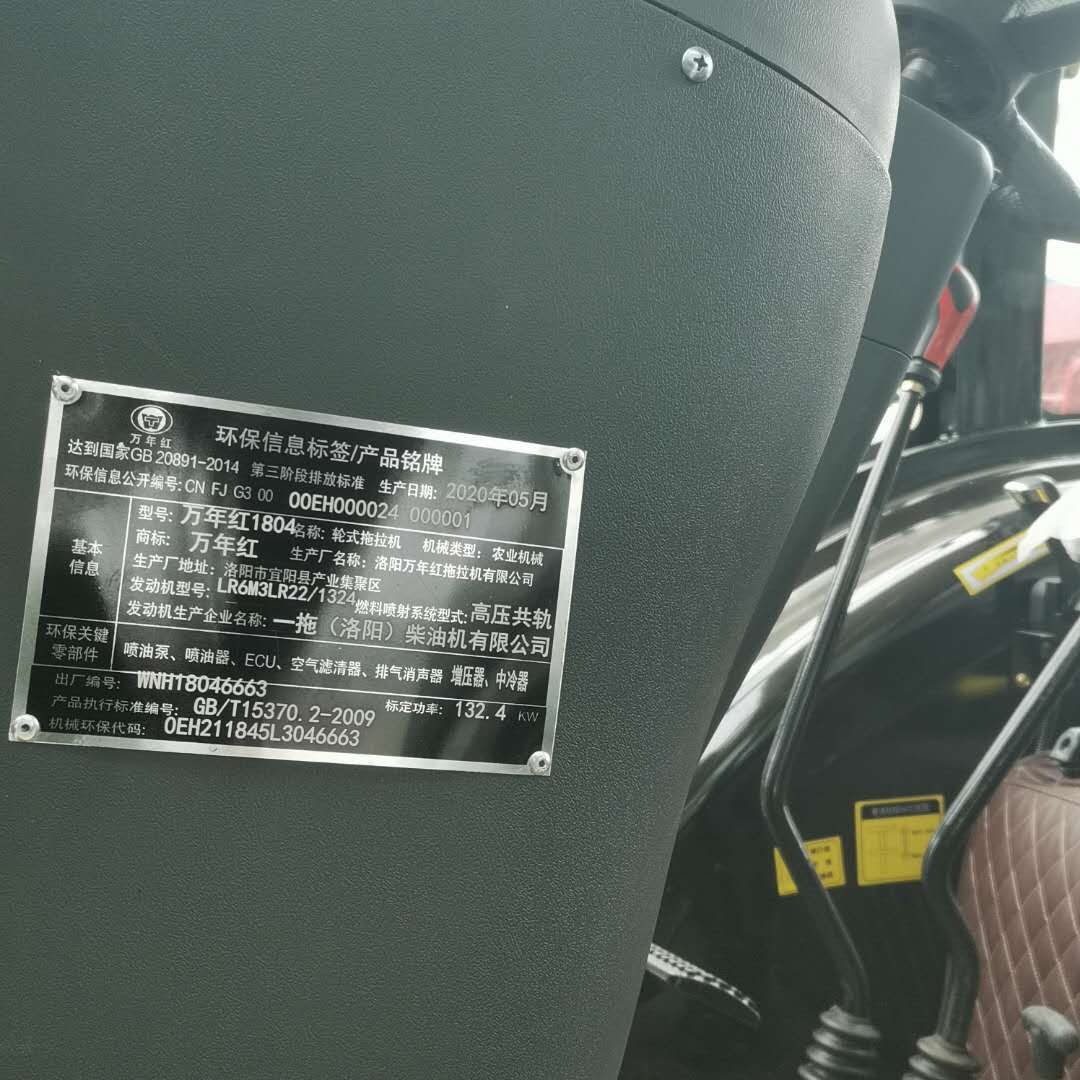 万年红
环保信息标签/产品铭牌
达到国家GB 20891-2014 第三阶段排放标准 生产日期: 2020年05月
环保信息公开编号: CN FJ G3 00 00EH000024 000001
基本信息
型号: 万年红1804 名称: 轮式拖拉机 机械类型: 农业机械
商标: 万年红 生产厂名称: 洛阳万年红拖拉机有限公司
生产厂地址: 洛阳市宜阳县产业集聚区
发动机型号: LR6M3LR22/1324 燃料喷射系统型式: 高压共轨
发动机生产企业名称: 一拖（洛阳）柴油机有限公司
环保关键零部件
喷油泵、喷油器、ECU、空气滤清器、排气消声器 增压器、中冷器
出厂编号: WNH18046663
产品执行标准编号: GB/T15370.2-2009 标定功率: 132.4 KW
机械环保代码: 0EH211845L3046663